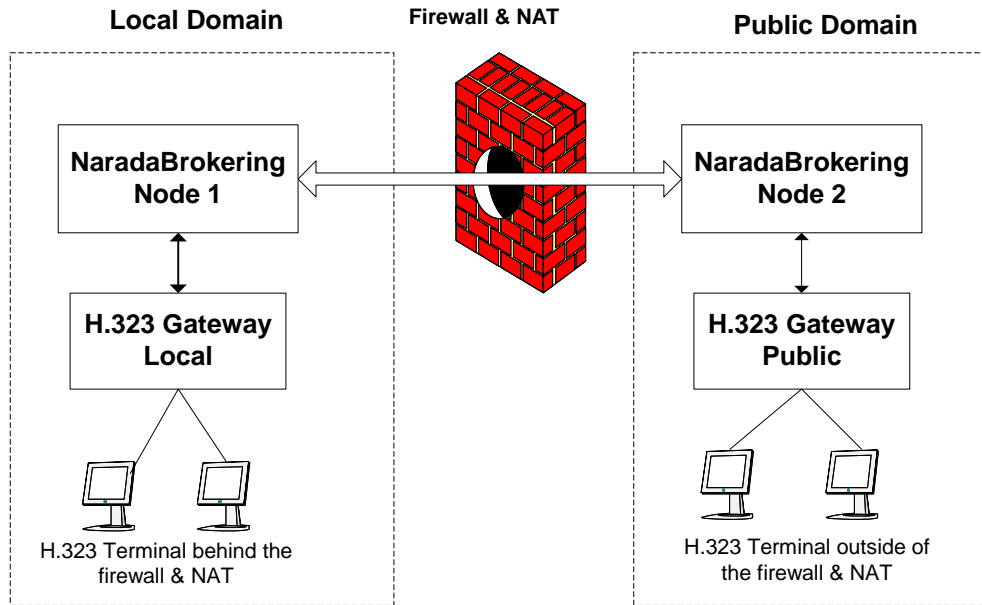 Local Domain
Firewall & NAT
Public Domain
NaradaBrokering
Node 1
NaradaBrokering
Node 2
H.323 Gateway
Local
H.323 Gateway
Public
H.323 Terminal behind the
firewall & NAT
H.323 Terminal outside of
the firewall & NAT